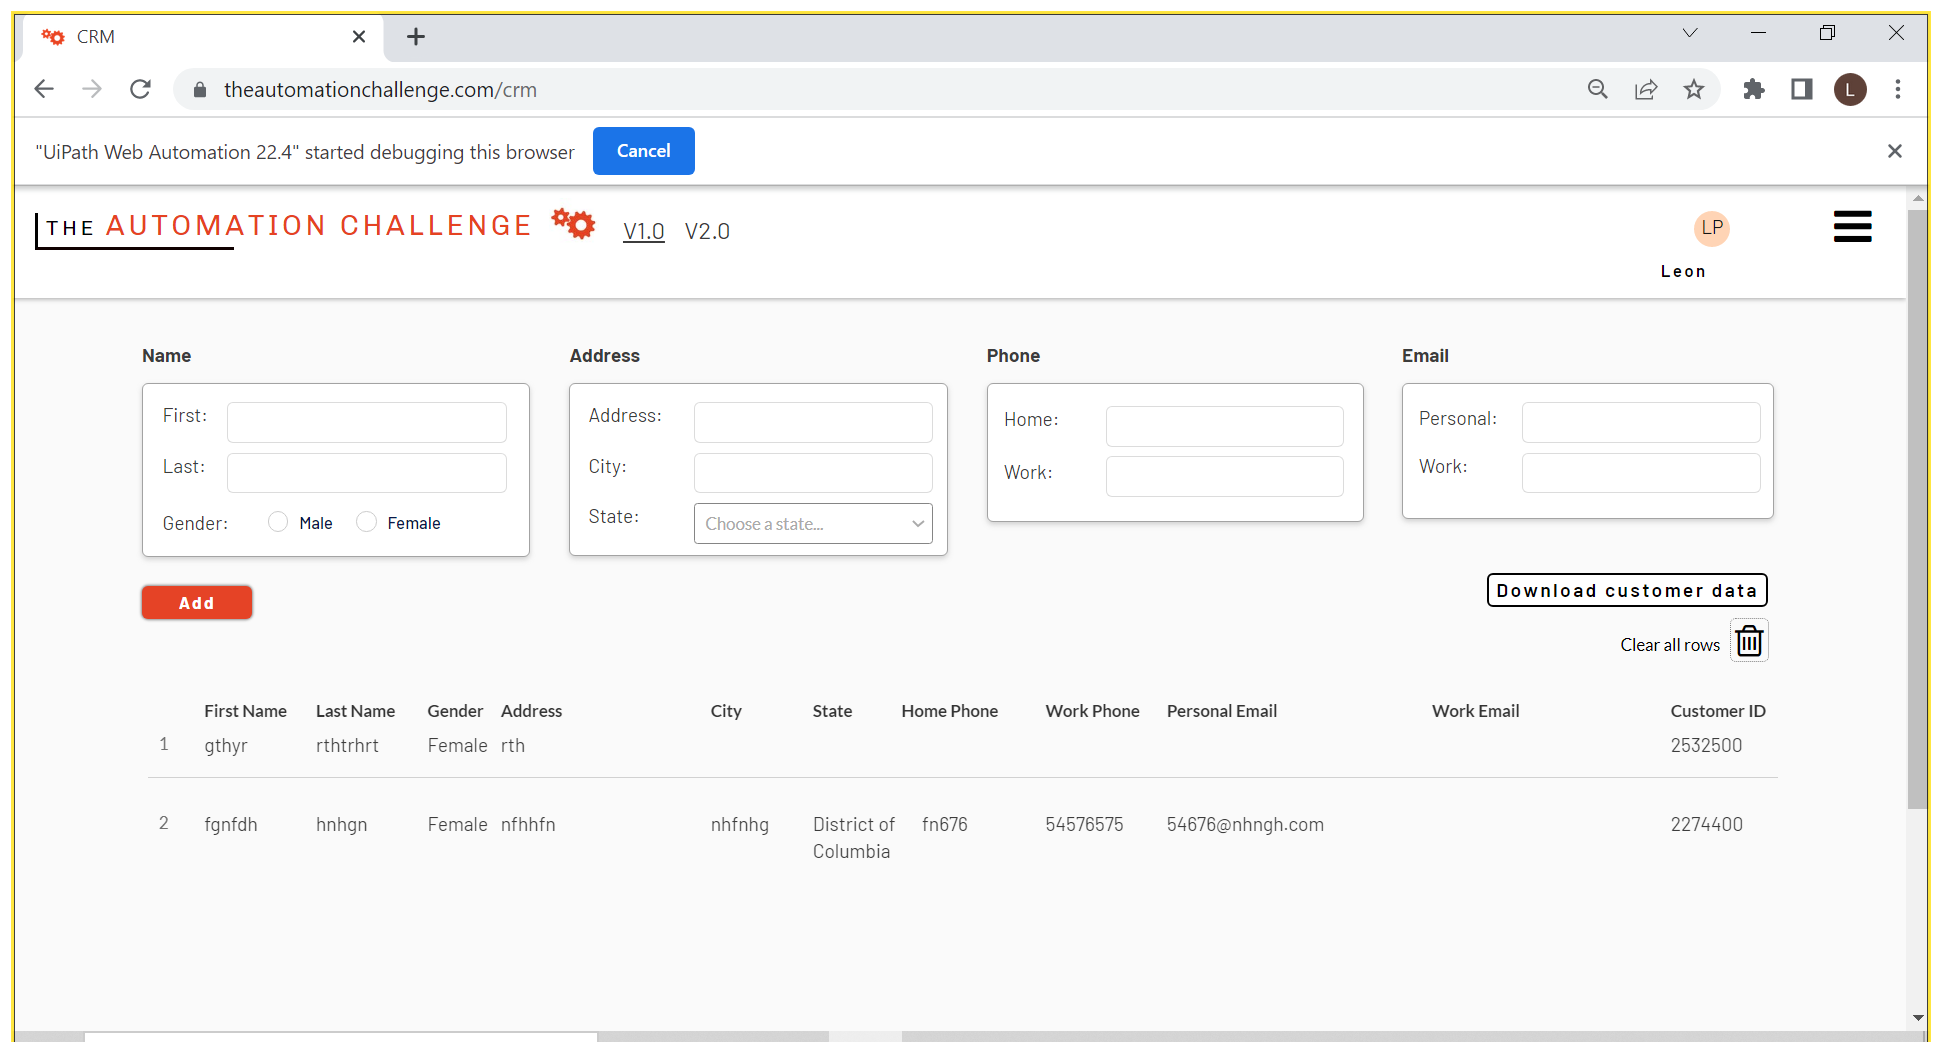 CRM
theautomationchallenge.com/crm
L
"UiPath Web Automation 22.4" started debugging this browser
Cancel
THE AUTOMATION CHALLENGE
V1.0 V2.0
LP
Leon
Name Address Phone Email
First: Address: Home: Personal:
Last: City: Work: Work:
Gender: Male Female State: Choose a state...
Add
Download customer data
Clear all rows
First Name Last Name Gender Address City State Home Phone Work Phone Personal Email Work Email Customer ID
1 gthyr rthtrhrt Female rth 2532500
2 fgnfdh hnhgn Female nfhhfn nhfnhg District of fn676 54576575 54676@nhngh.com 2274400
Columbia